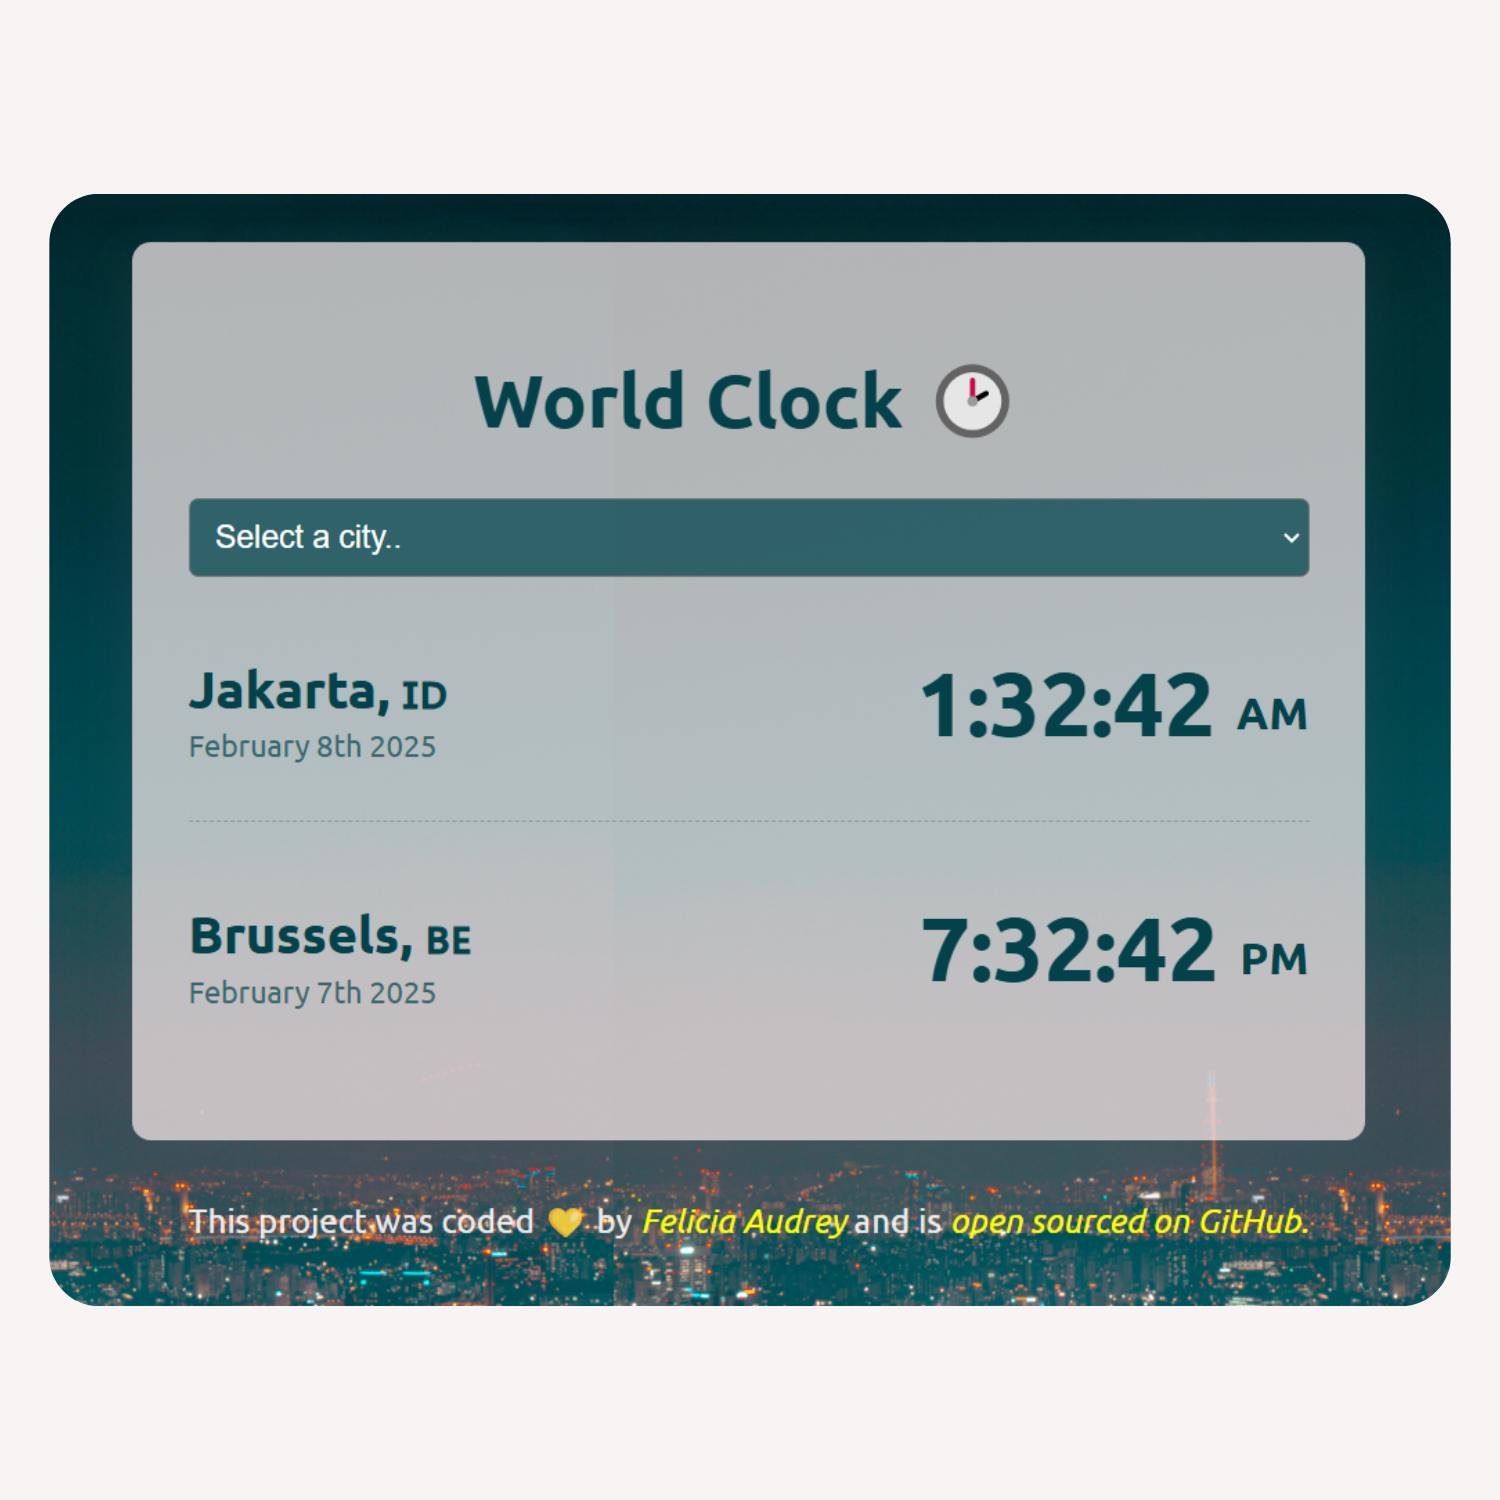 World Clock 🕑
Select a city..
Jakarta, ID
1:32:42 AM
February 8th 2025
Brussels, BE
7:32:42 PM
February 7th 2025
This project was coded 💛 by Felicia Audrey and is open sourced on GitHub.